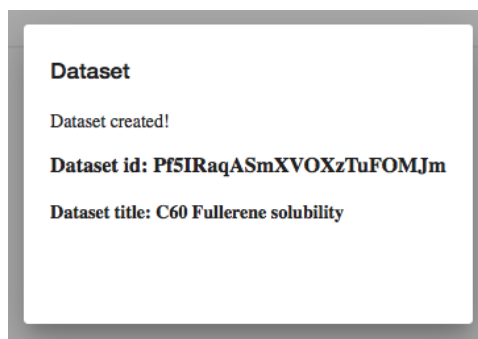 Dataset
Dataset created!
Dataset id: Pf5IRaqASmXVOXzTuFOMJm
Dataset title: C60 Fullerene solubility